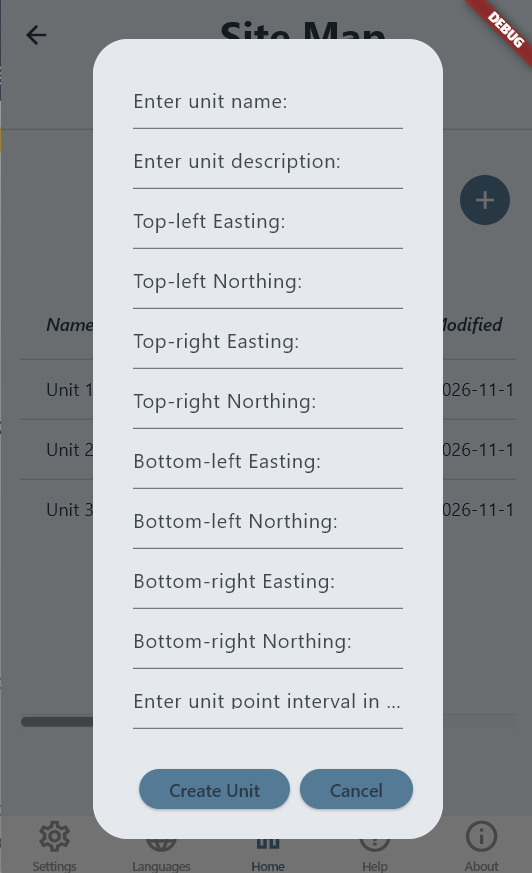 Site Map
DEBUG
Enter unit name:
Enter unit description:
Top-left Easting:
Top-left Northing:
Top-right Easting:
Name
Modified
Top-right Northing:
Unit 1
026-11-1
Unit 2
026-11-1
Bottom-left Easting:
Unit 3
026-11-1
Bottom-left Northing:
Bottom-right Easting:
Bottom-right Northing:
Enter unit point interval in ...
Create Unit
Cancel
Settings
Languages
Home
Help
About